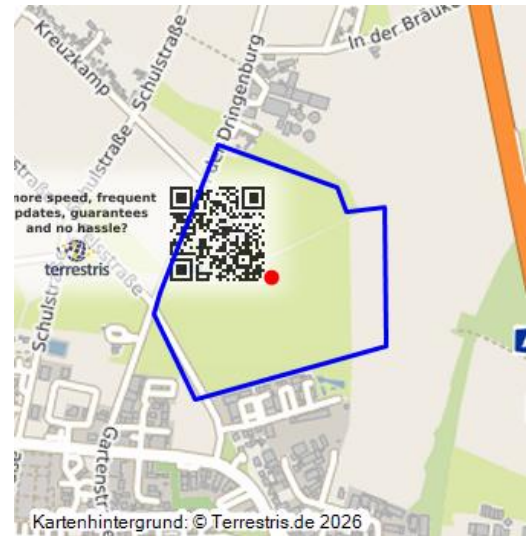 In der Bräuke
Kreuzkamp
Schulstraße
der Dringenburg
Schulstraße
more speed, frequent
updates, guarantees
and no hassle?
terrestris
Schulstraße
Gartenstr
Kartenhintergrund: © Terrestris.de 2026